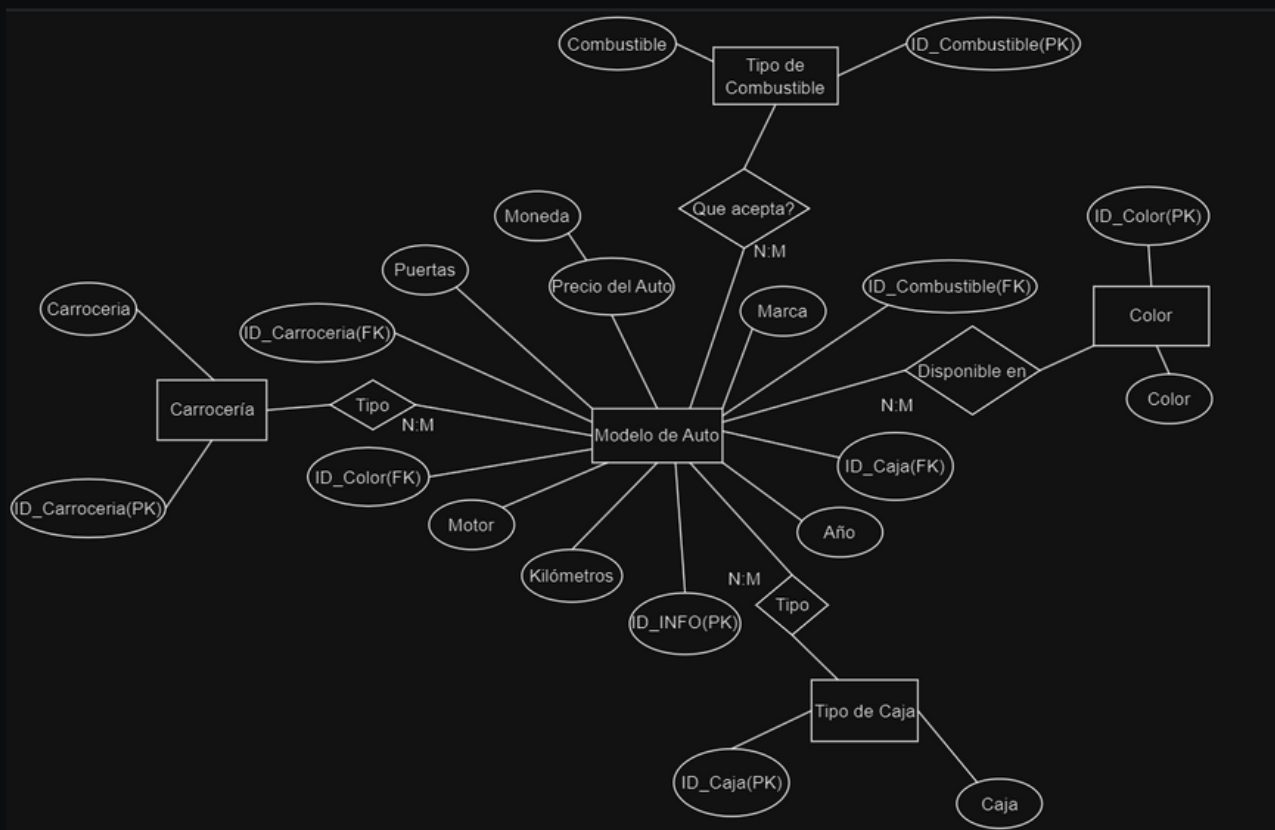 Combustible
ID_Combustible(PK)
Tipo de
Combustible
Que acepta?
N:M
Moneda
ID_Color(PK)
Puertas
Precio del Auto
ID_Combustible(FK)
Carroceria
Marca
Color
ID_Carroceria(FK)
Disponible en
N:M
Color
Carrocería
Tipo
N:M
Modelo de Auto
ID_Color(FK)
ID_Caja(FK)
ID_Carroceria(PK)
Motor
Año
Kilómetros
N:M
Tipo
ID_INFO(PK)
Tipo de Caja
ID_Caja(PK)
Caja